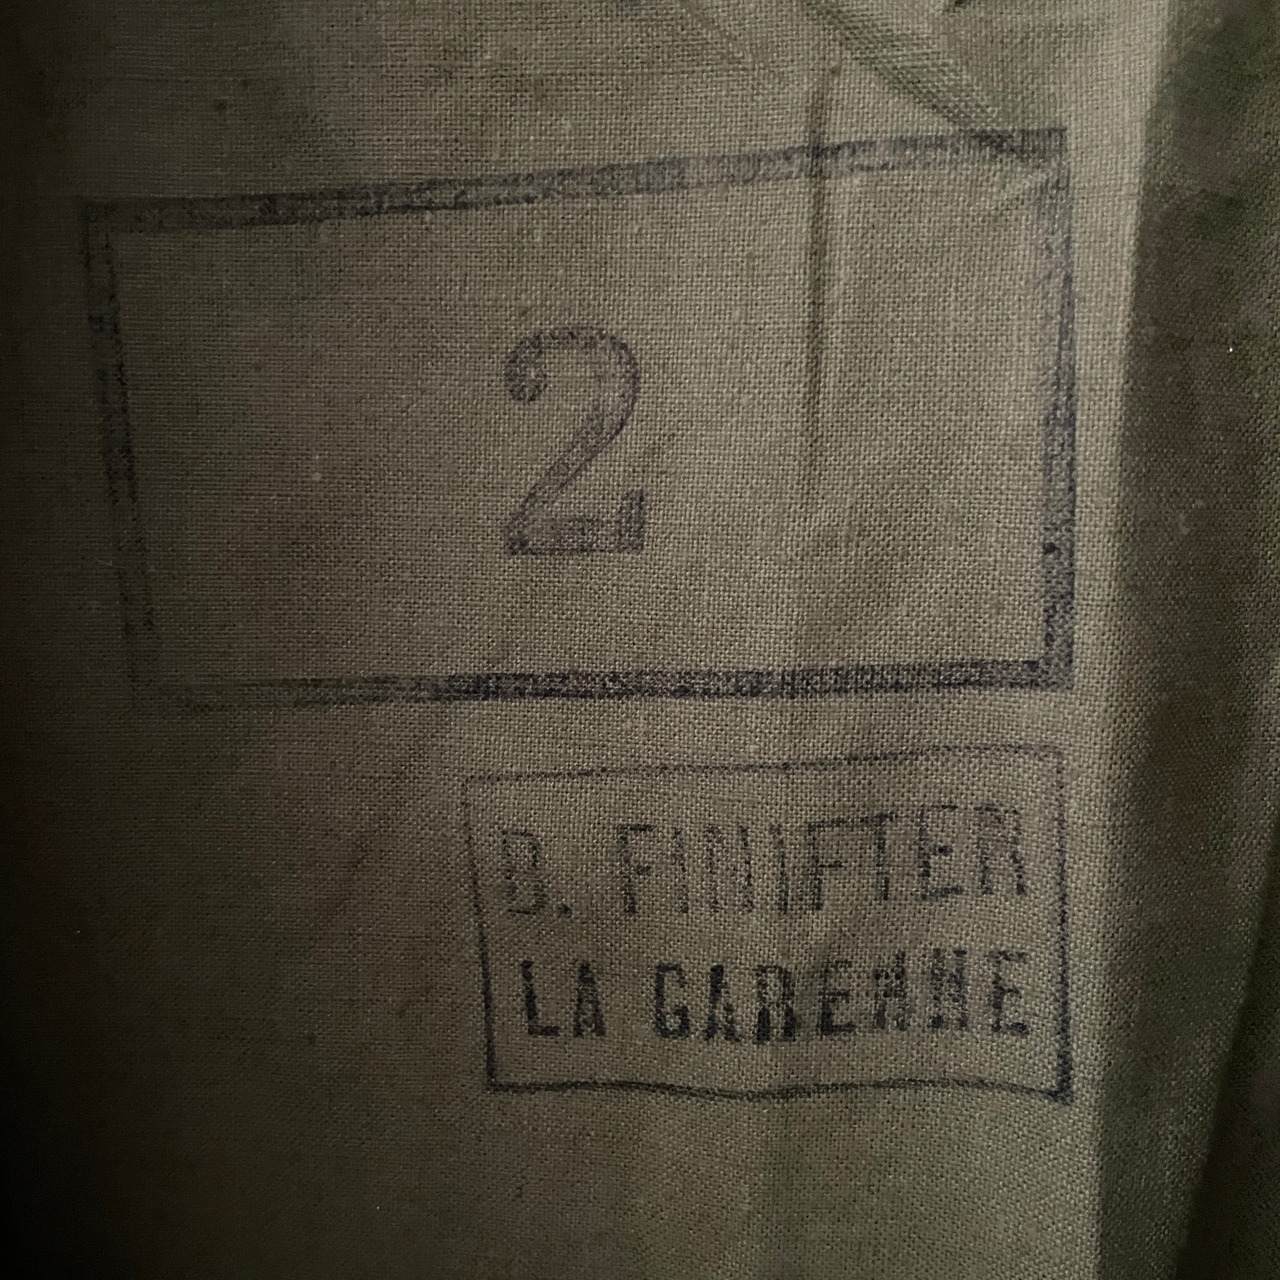 2
B. FINIFTER
LA GARENNE